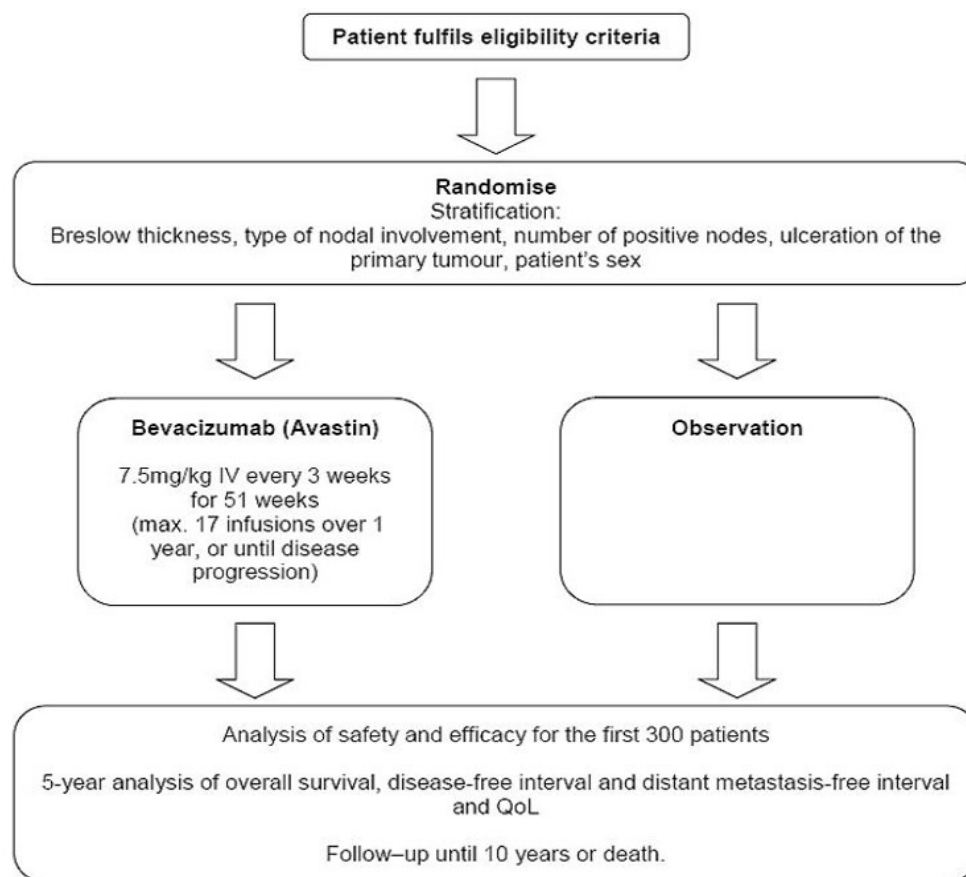 Patient fulfils eligibility criteria
Randomise
Stratification:
Breslow thickness, type of nodal involvement, number of positive nodes, ulceration of the
primary tumour, patient's sex
Bevacizumab (Avastin)
7.5mg/kg IV every 3 weeks
for 51 weeks
(max. 17 infusions over 1
year, or until disease
progression)
Observation
Analysis of safety and efficacy for the first 300 patients
5-year analysis of overall survival, disease-free interval and distant metastasis-free interval
and QoL
Follow–up until 10 years or death.